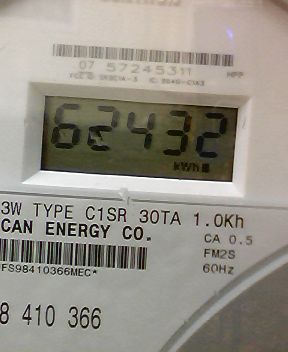 07 57245311 MPP
62432
kWh
3W TYPE C1SR 30TA 1.0Kh
CAN ENERGY CO.
CA 0.5
FM2S
60Hz
FS98410366MEC*
8 410 366